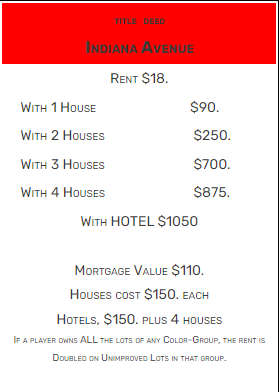 TITLE DEED
INDIANA AVENUE
RENT $18.
WITH 1 HOUSE $90.
WITH 2 HOUSES $250.
WITH 3 HOUSES $700.
WITH 4 HOUSES $875.
WITH HOTEL $1050
MORTGAGE VALUE $110.
HOUSES COST $150. EACH
HOTELS, $150. PLUS 4 HOUSES
IF A PLAYER OWNS ALL THE LOTS OF ANY COLOR-GROUP, THE RENT IS
DOUBLED ON UNIMPROVED LOTS IN THAT GROUP.